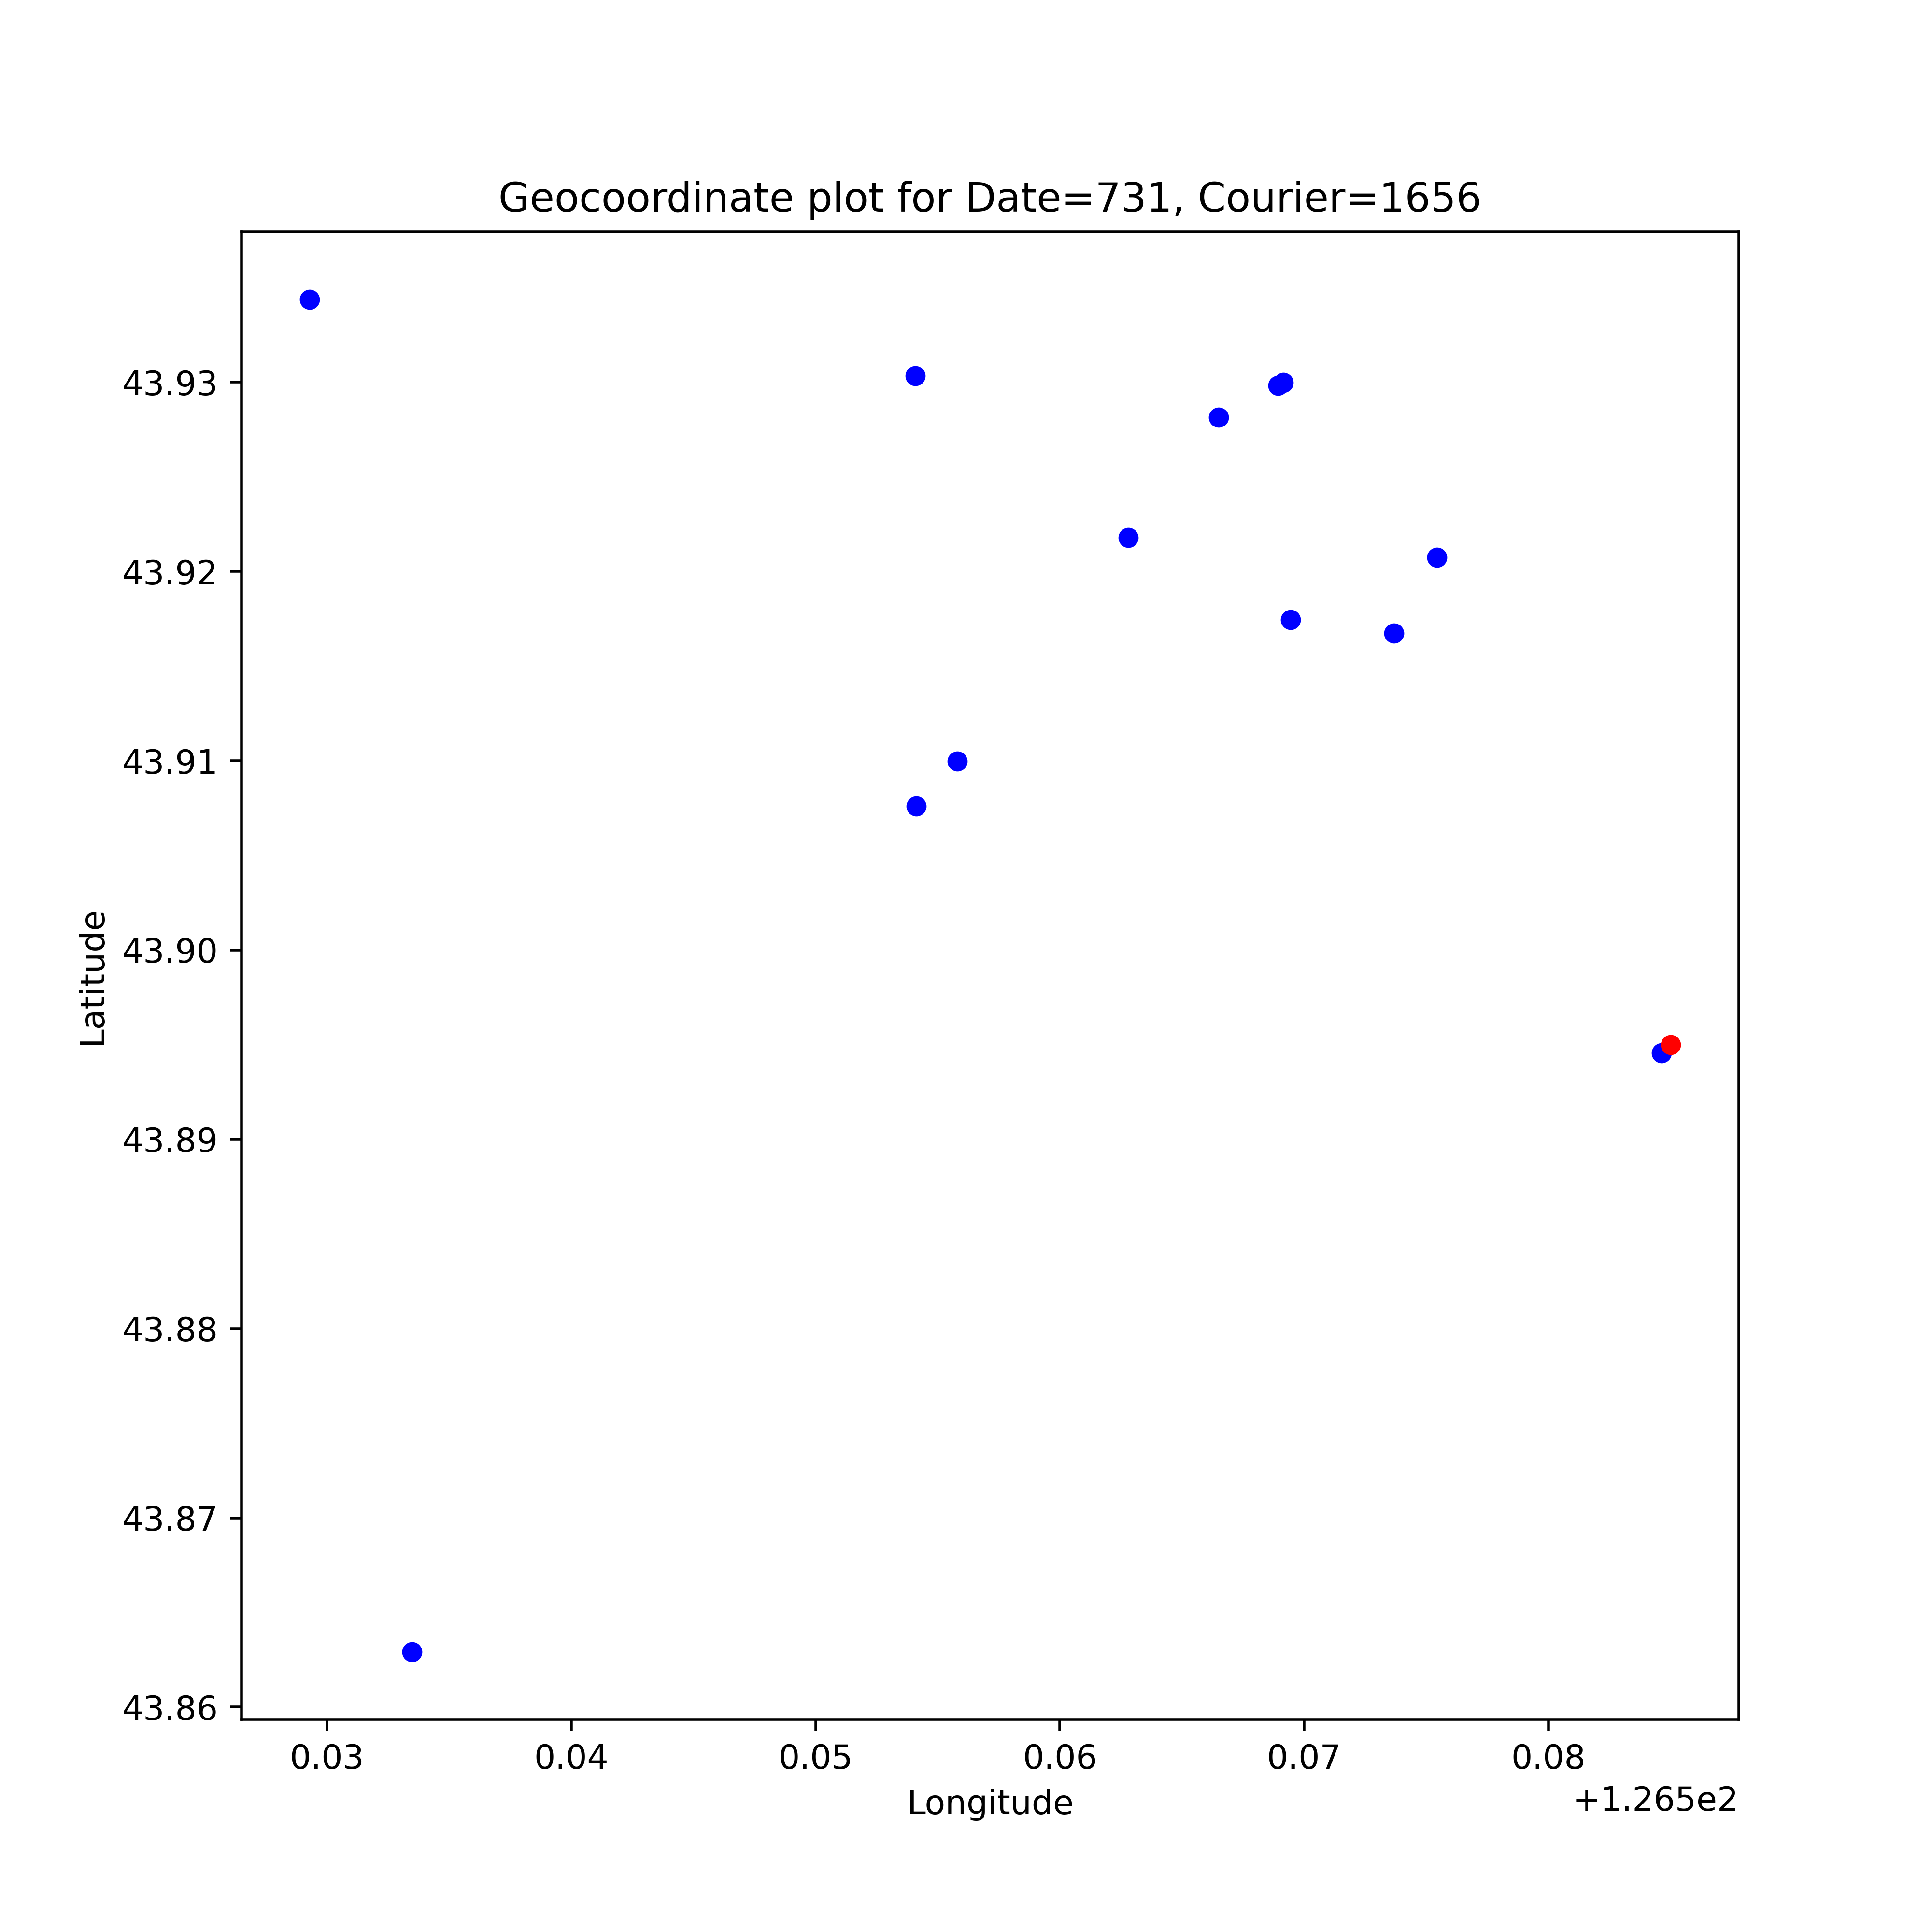 Geocoordinate plot for Date=731, Courier=1656
43.93
43.92
43.91
43.90
43.89
43.88
43.87
43.86
Latitude
0.03 0.04 0.05 0.06 0.07 0.08
+1.265e2
Longitude